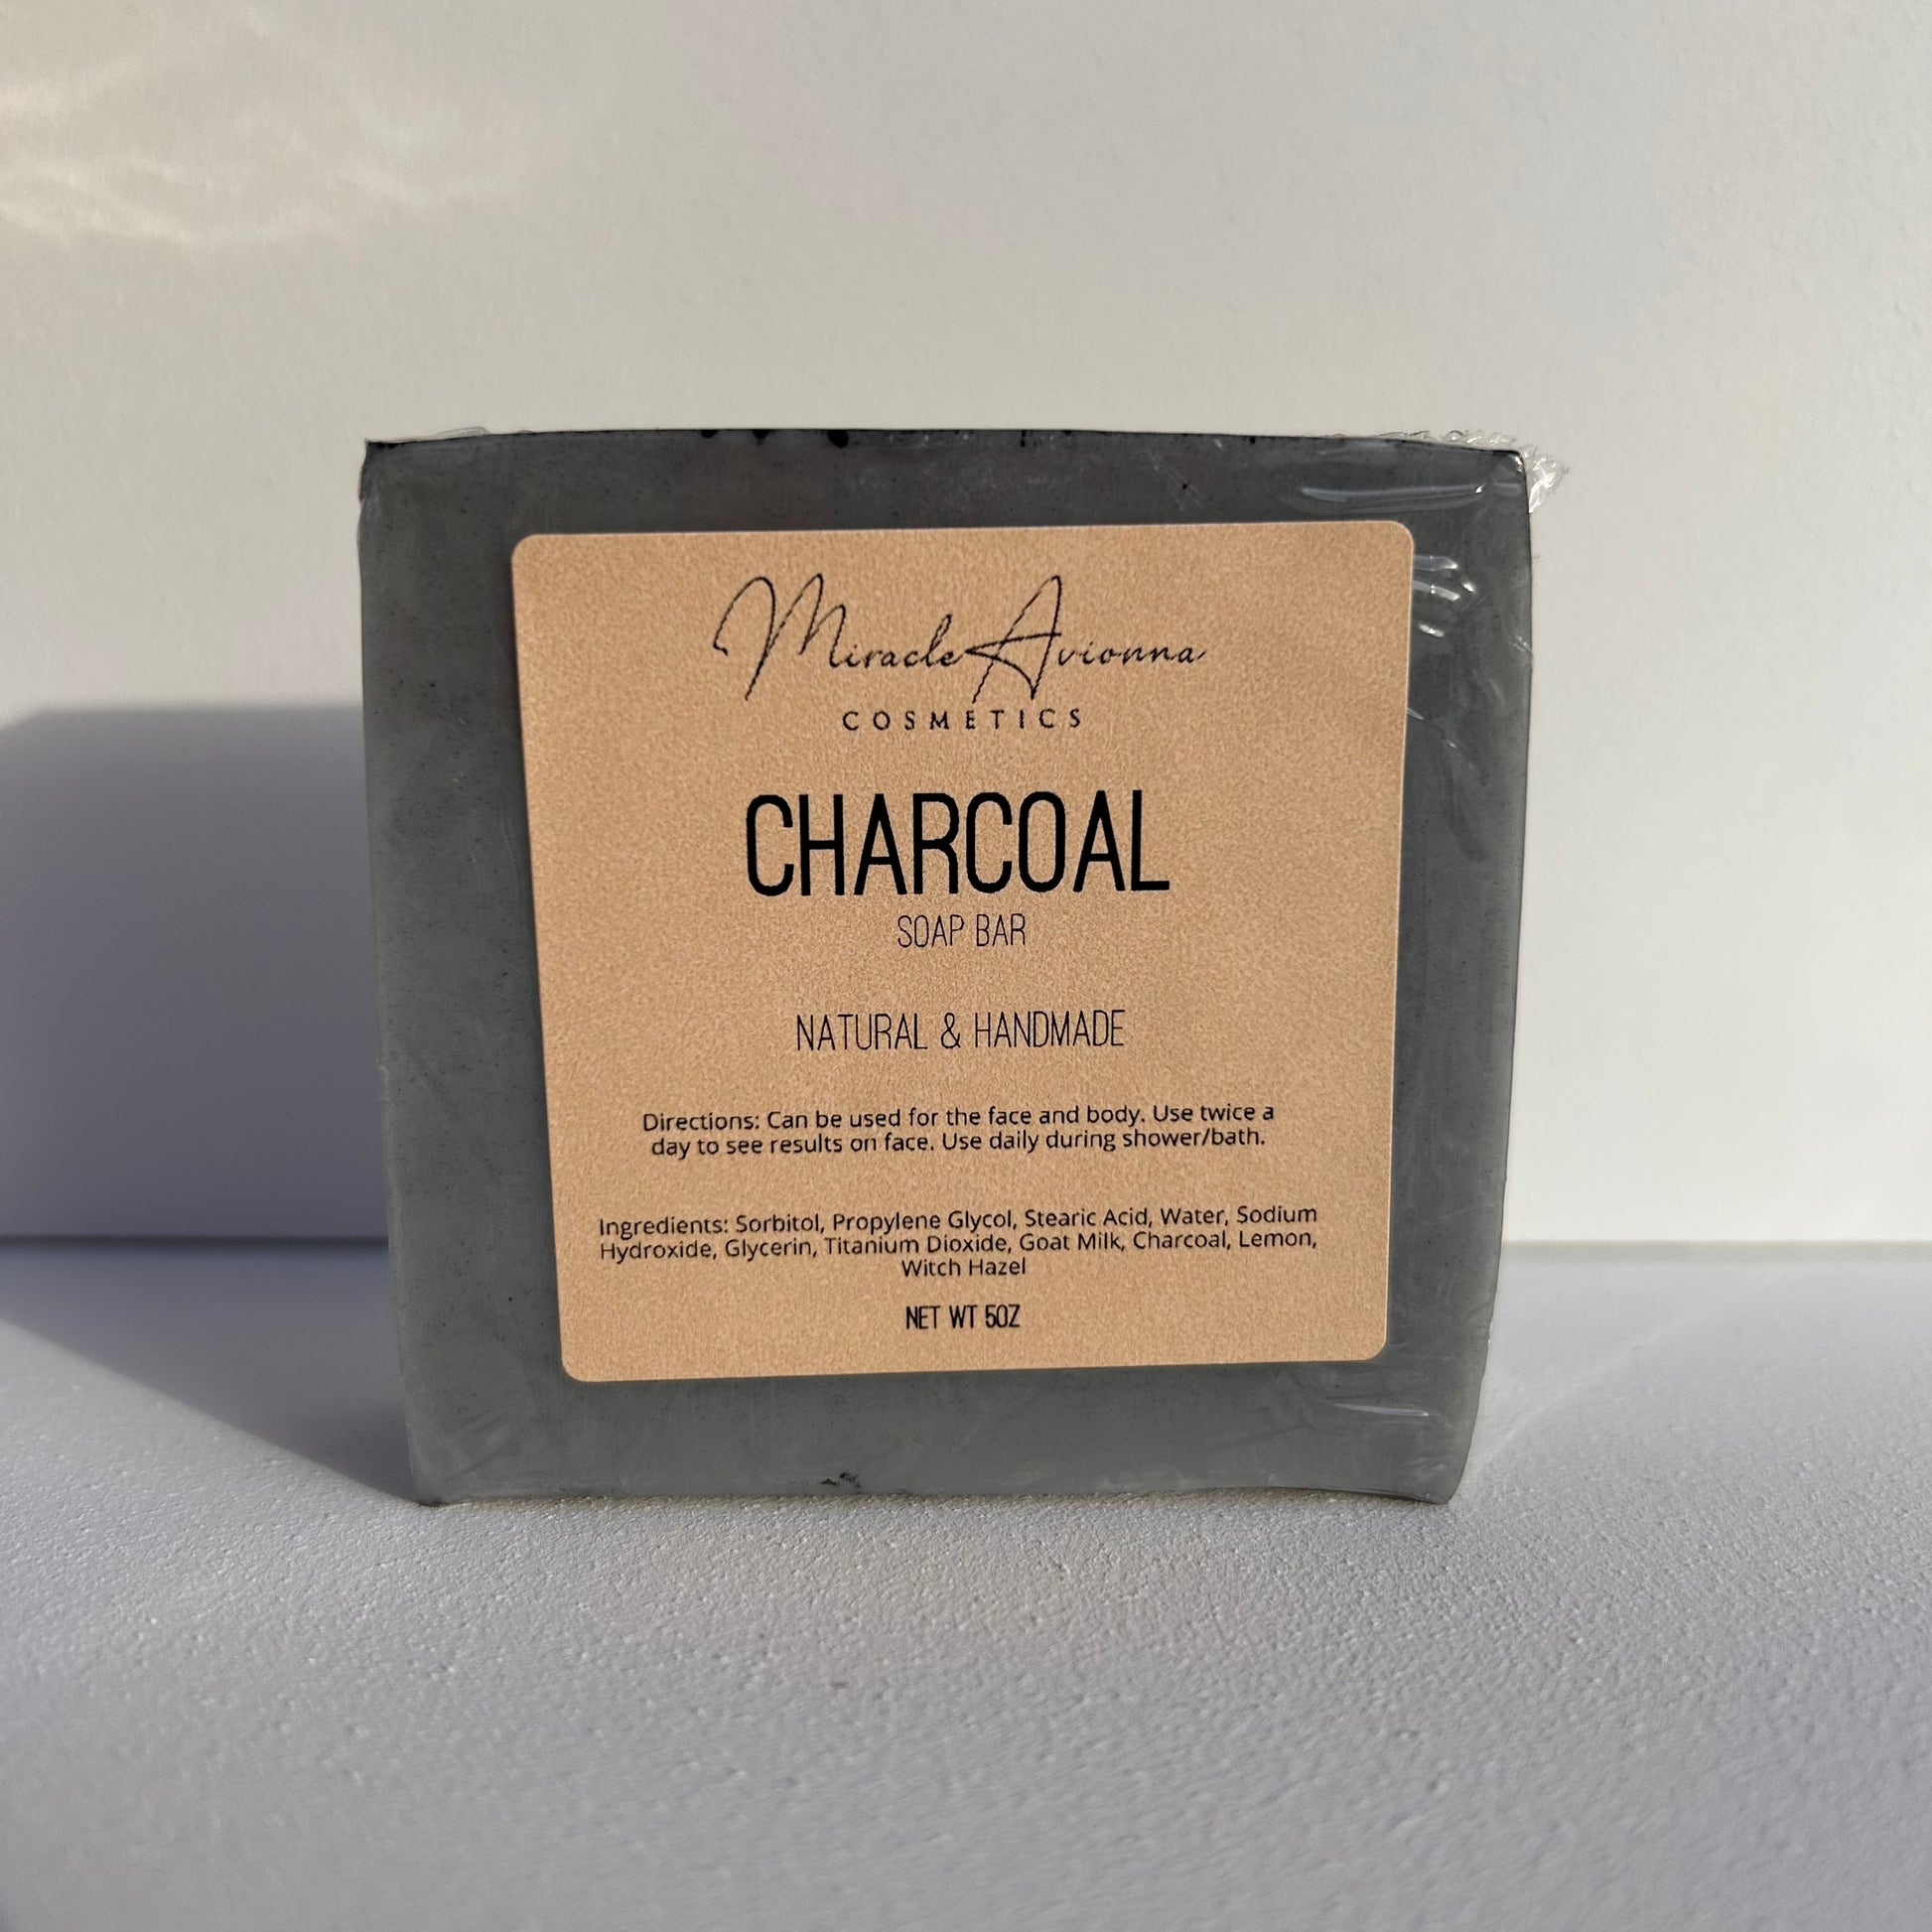 Miracle Avionna
COSMETICS
CHARCOAL
SOAP BAR
NATURAL & HANDMADE
Directions: Can be used for the face and body. Use twice a
day to see results on face. Use daily during shower/bath.
Ingredients: Sorbitol, Propylene Glycol, Stearic Acid, Water, Sodium
Hydroxide, Glycerin, Titanium Dioxide, Goat Milk, Charcoal, Lemon,
Witch Hazel
NET WT 5OZ